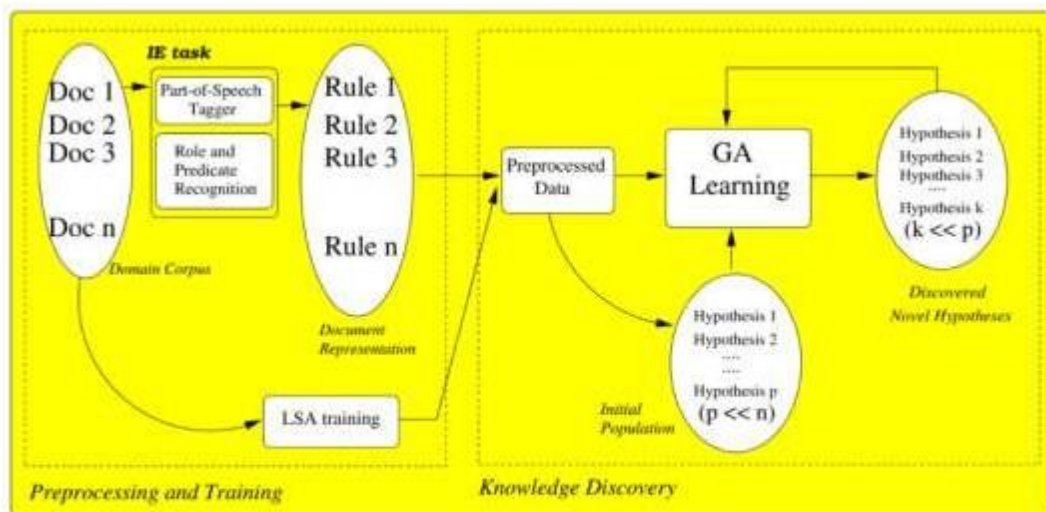 IE task
Doc 1
Doc 2
Doc 3
Doc n
Domain Corpus
Part-of-Speech
Tagger
Role and
Predicate
Recognition
Rule 1
Rule 2
Rule 3
Rule n
Document
Representation
LSA training
Preprocessing and Training
Preprocessed
Data
GA
Learning
Hypothesis 1
Hypothesis 2
Hypothesis 3
....
Hypothesis k
(k << p)
Discovered
Novel Hypotheses
Hypothesis 1
Hypothesis 2
....
....
Hypothesis p
(p << n)
Initial
Population
Knowledge Discovery